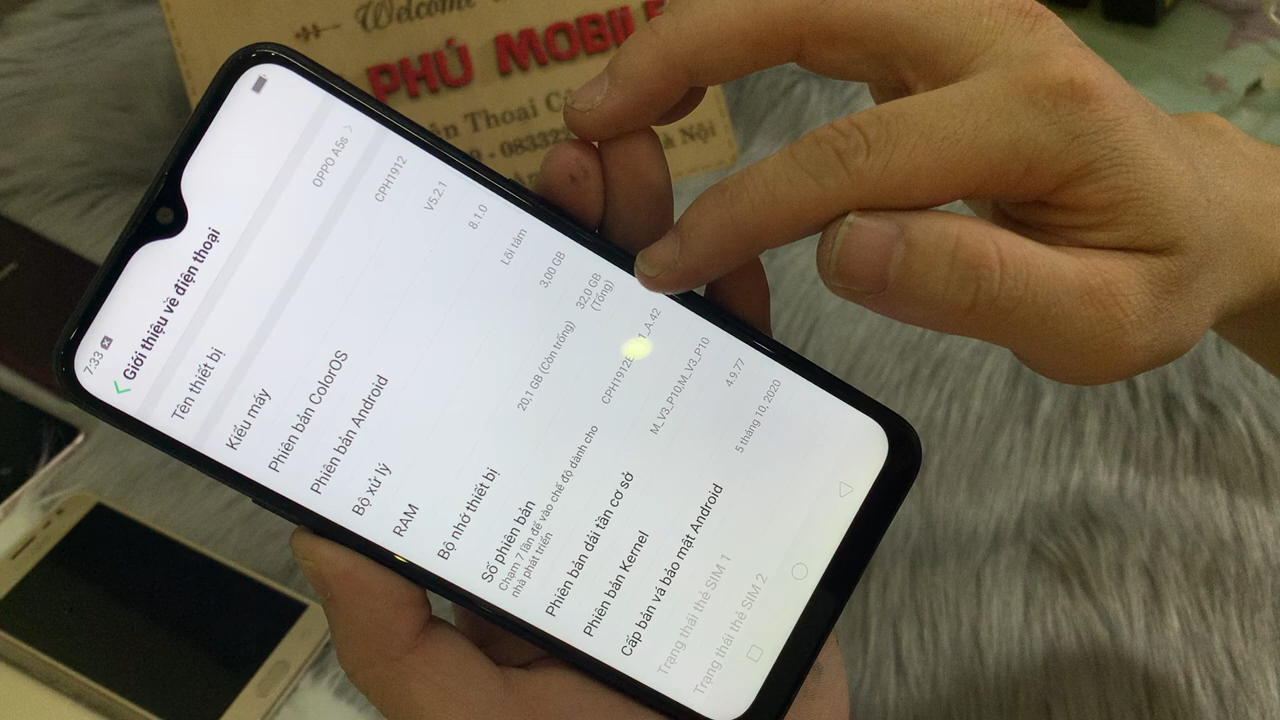 Welcome
PHÚ MOBILE
Thoại
Nội
7:33
Giới thiệu về điện thoại
Tên thiết bị OPPO A5s
Kiểu máy CPH1912
Phiên bản ColorOS V5.2.1
Phiên bản Android 8.1.0
Bộ xử lý Lõi tám
RAM 3,00 GB
Bộ nhớ thiết bị 20,1 GB (Còn trống) 32,0 GB
(Tổng)
Số phiên bản
Chạm 7 lần để vào chế độ dành cho
nhà phát triển
Phiên bản dải tần cơ sở M_V3_P10:M_V3_P10
Phiên bản Kernel 4.9.77
Cấp bản vá bảo mật Android 5 tháng 10, 2020
Trạng thái thẻ SIM 1
Trạng thái thẻ SIM 2